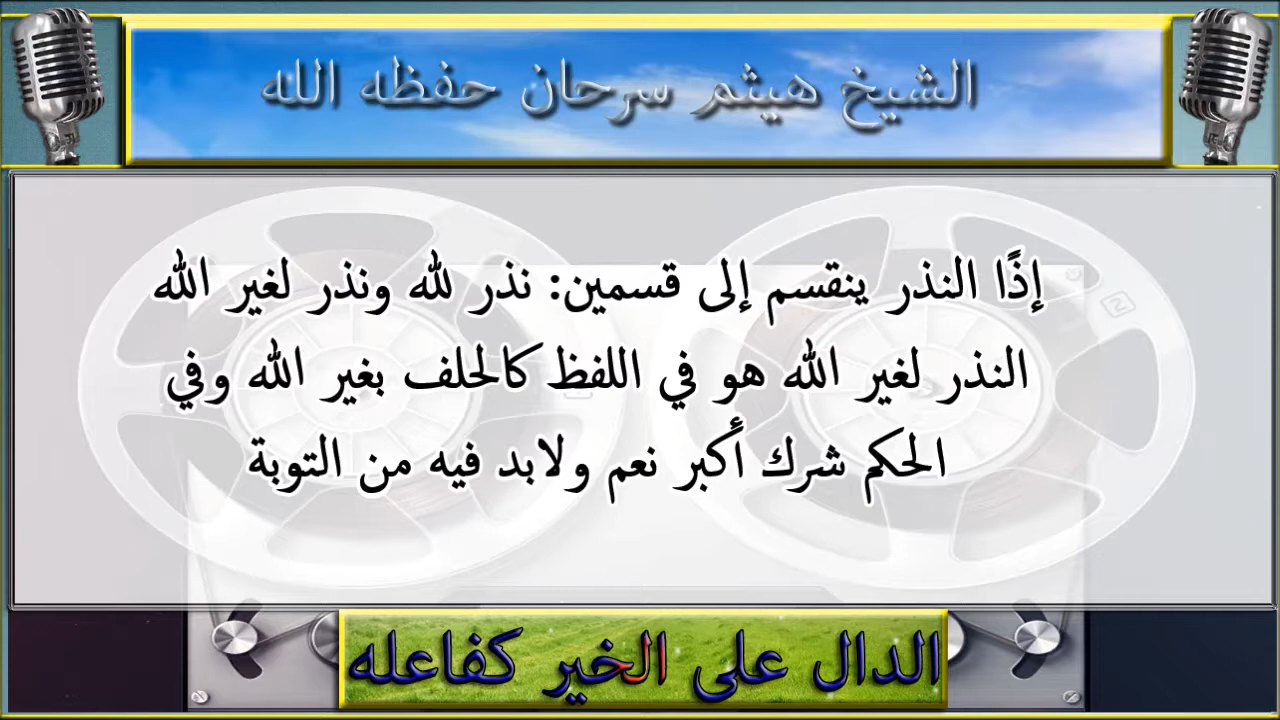 الشيخ هيثم سرحان حفظه الله
إذًا النذر ينقسم إلى قسمين: نذر لله ونذر لغير الله
النذر لغير الله هو في اللفظ كالحلف بغير الله وفي
الحكم شرك أكبر نعم ولابد فيه من التوبة
الدال على الخير كفاعله